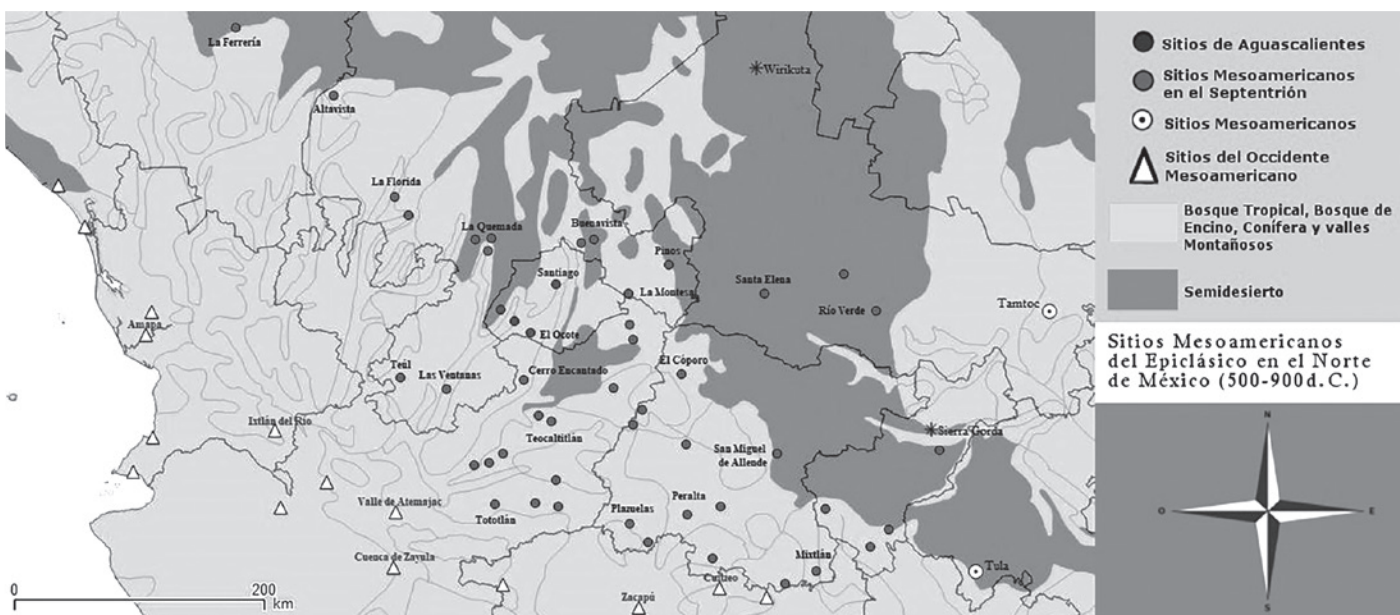 La Ferrería
Wirikuta
Altavista
La Florida
La Quemada
Buenavista
Pinos
Santiago
La Montesa
Santa Elena
Río Verde
Tamtoc
Amapa
El Ocote
El Cóporo
Teúl
Las Ventanas
Cerro Encantado
Ixtlán del Río
Teocaltitlán
Sierra Gorda
San Miguel
de Allende
Valle de Atemajac
Tototlán
Plazuelas
Peralta
Cuenca de Zayula
Mixtlán
Tula
Cuitzeo
Zacapú
0
200
km
Sitios de Aguascalientes
Sitios Mesoamericanos
en el Septentrión
Sitios Mesoamericanos
Sitios del Occidente
Mesoamericano
Bosque Tropical, Bosque de
Encino, Conífera y valles
Montañosos
Semidesierto
Sitios Mesoamericanos
del Epiclásico en el Norte
de México (500-900d.C.)
N
O
E
S